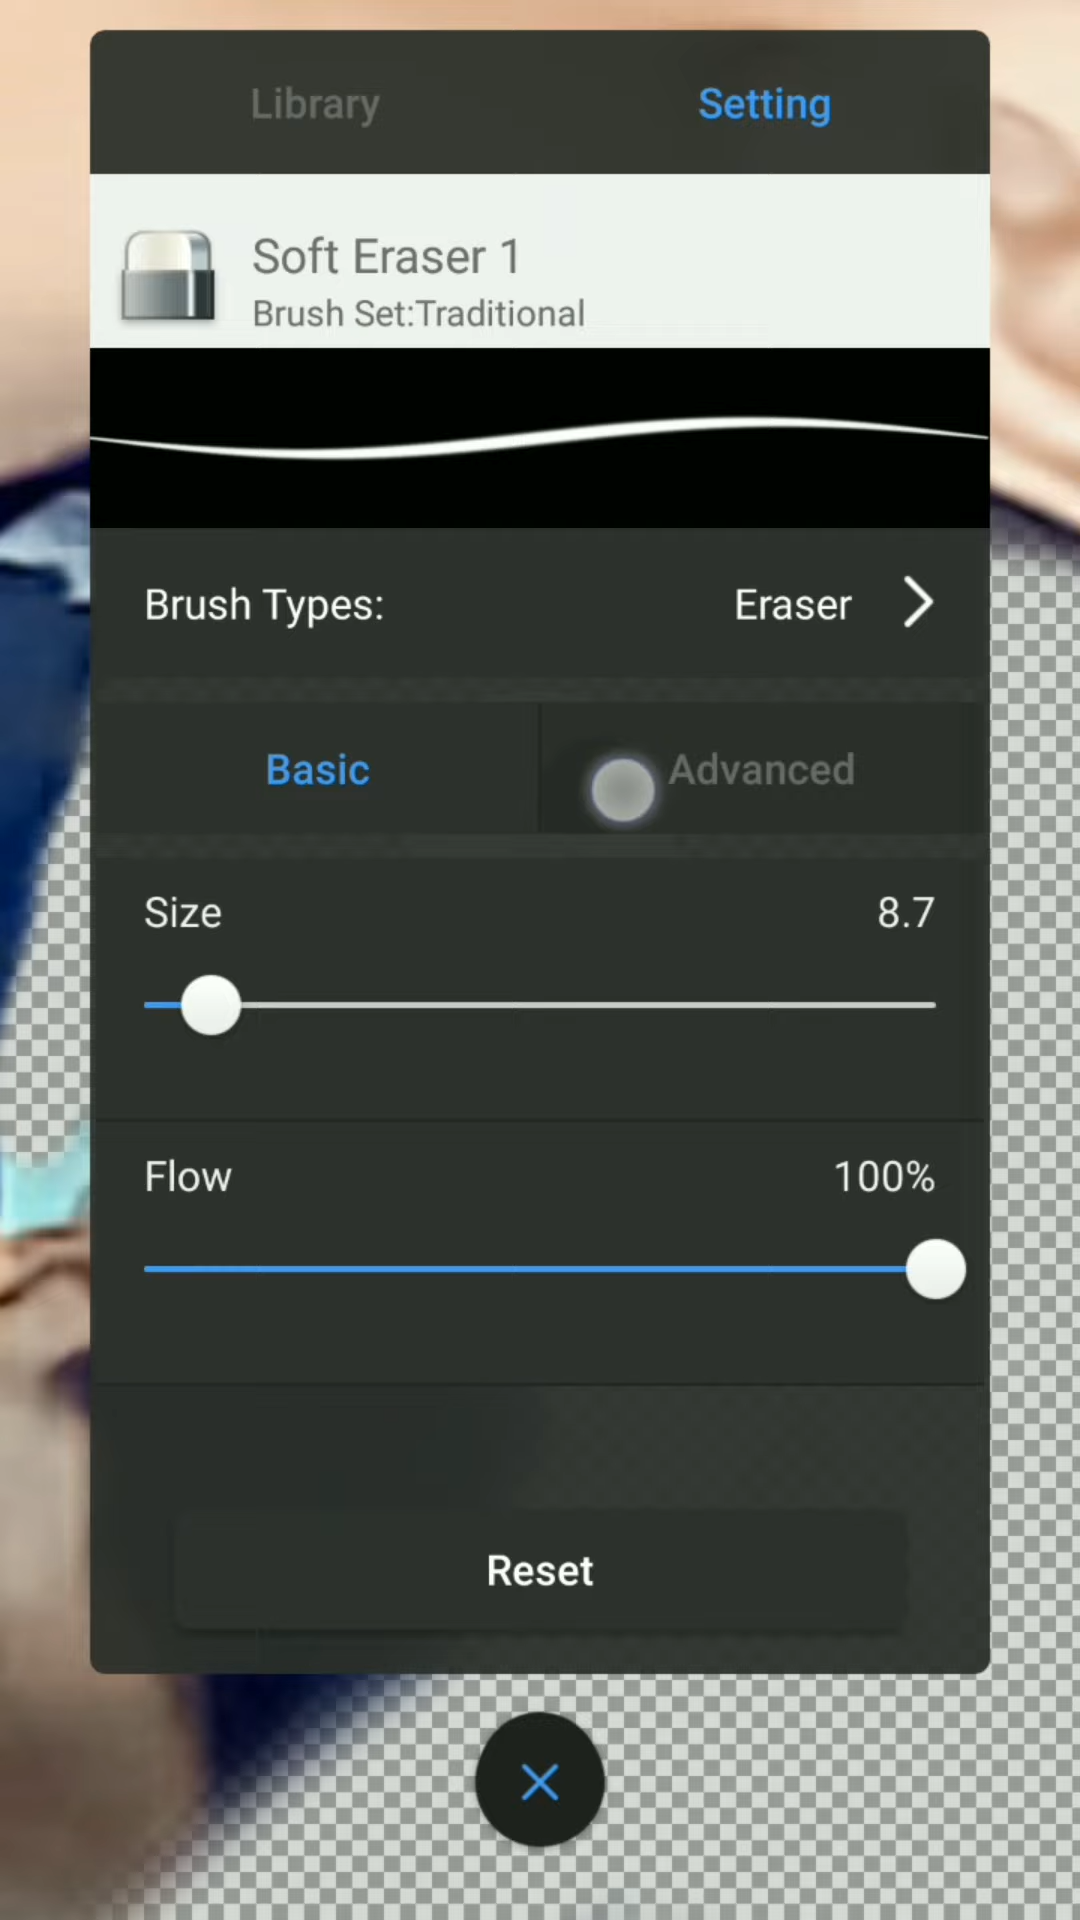 Library
Setting
Soft Eraser 1
Brush Set:Traditional
Brush Types:
Eraser
Basic
Advanced
Size
8.7
Flow
100%
Reset